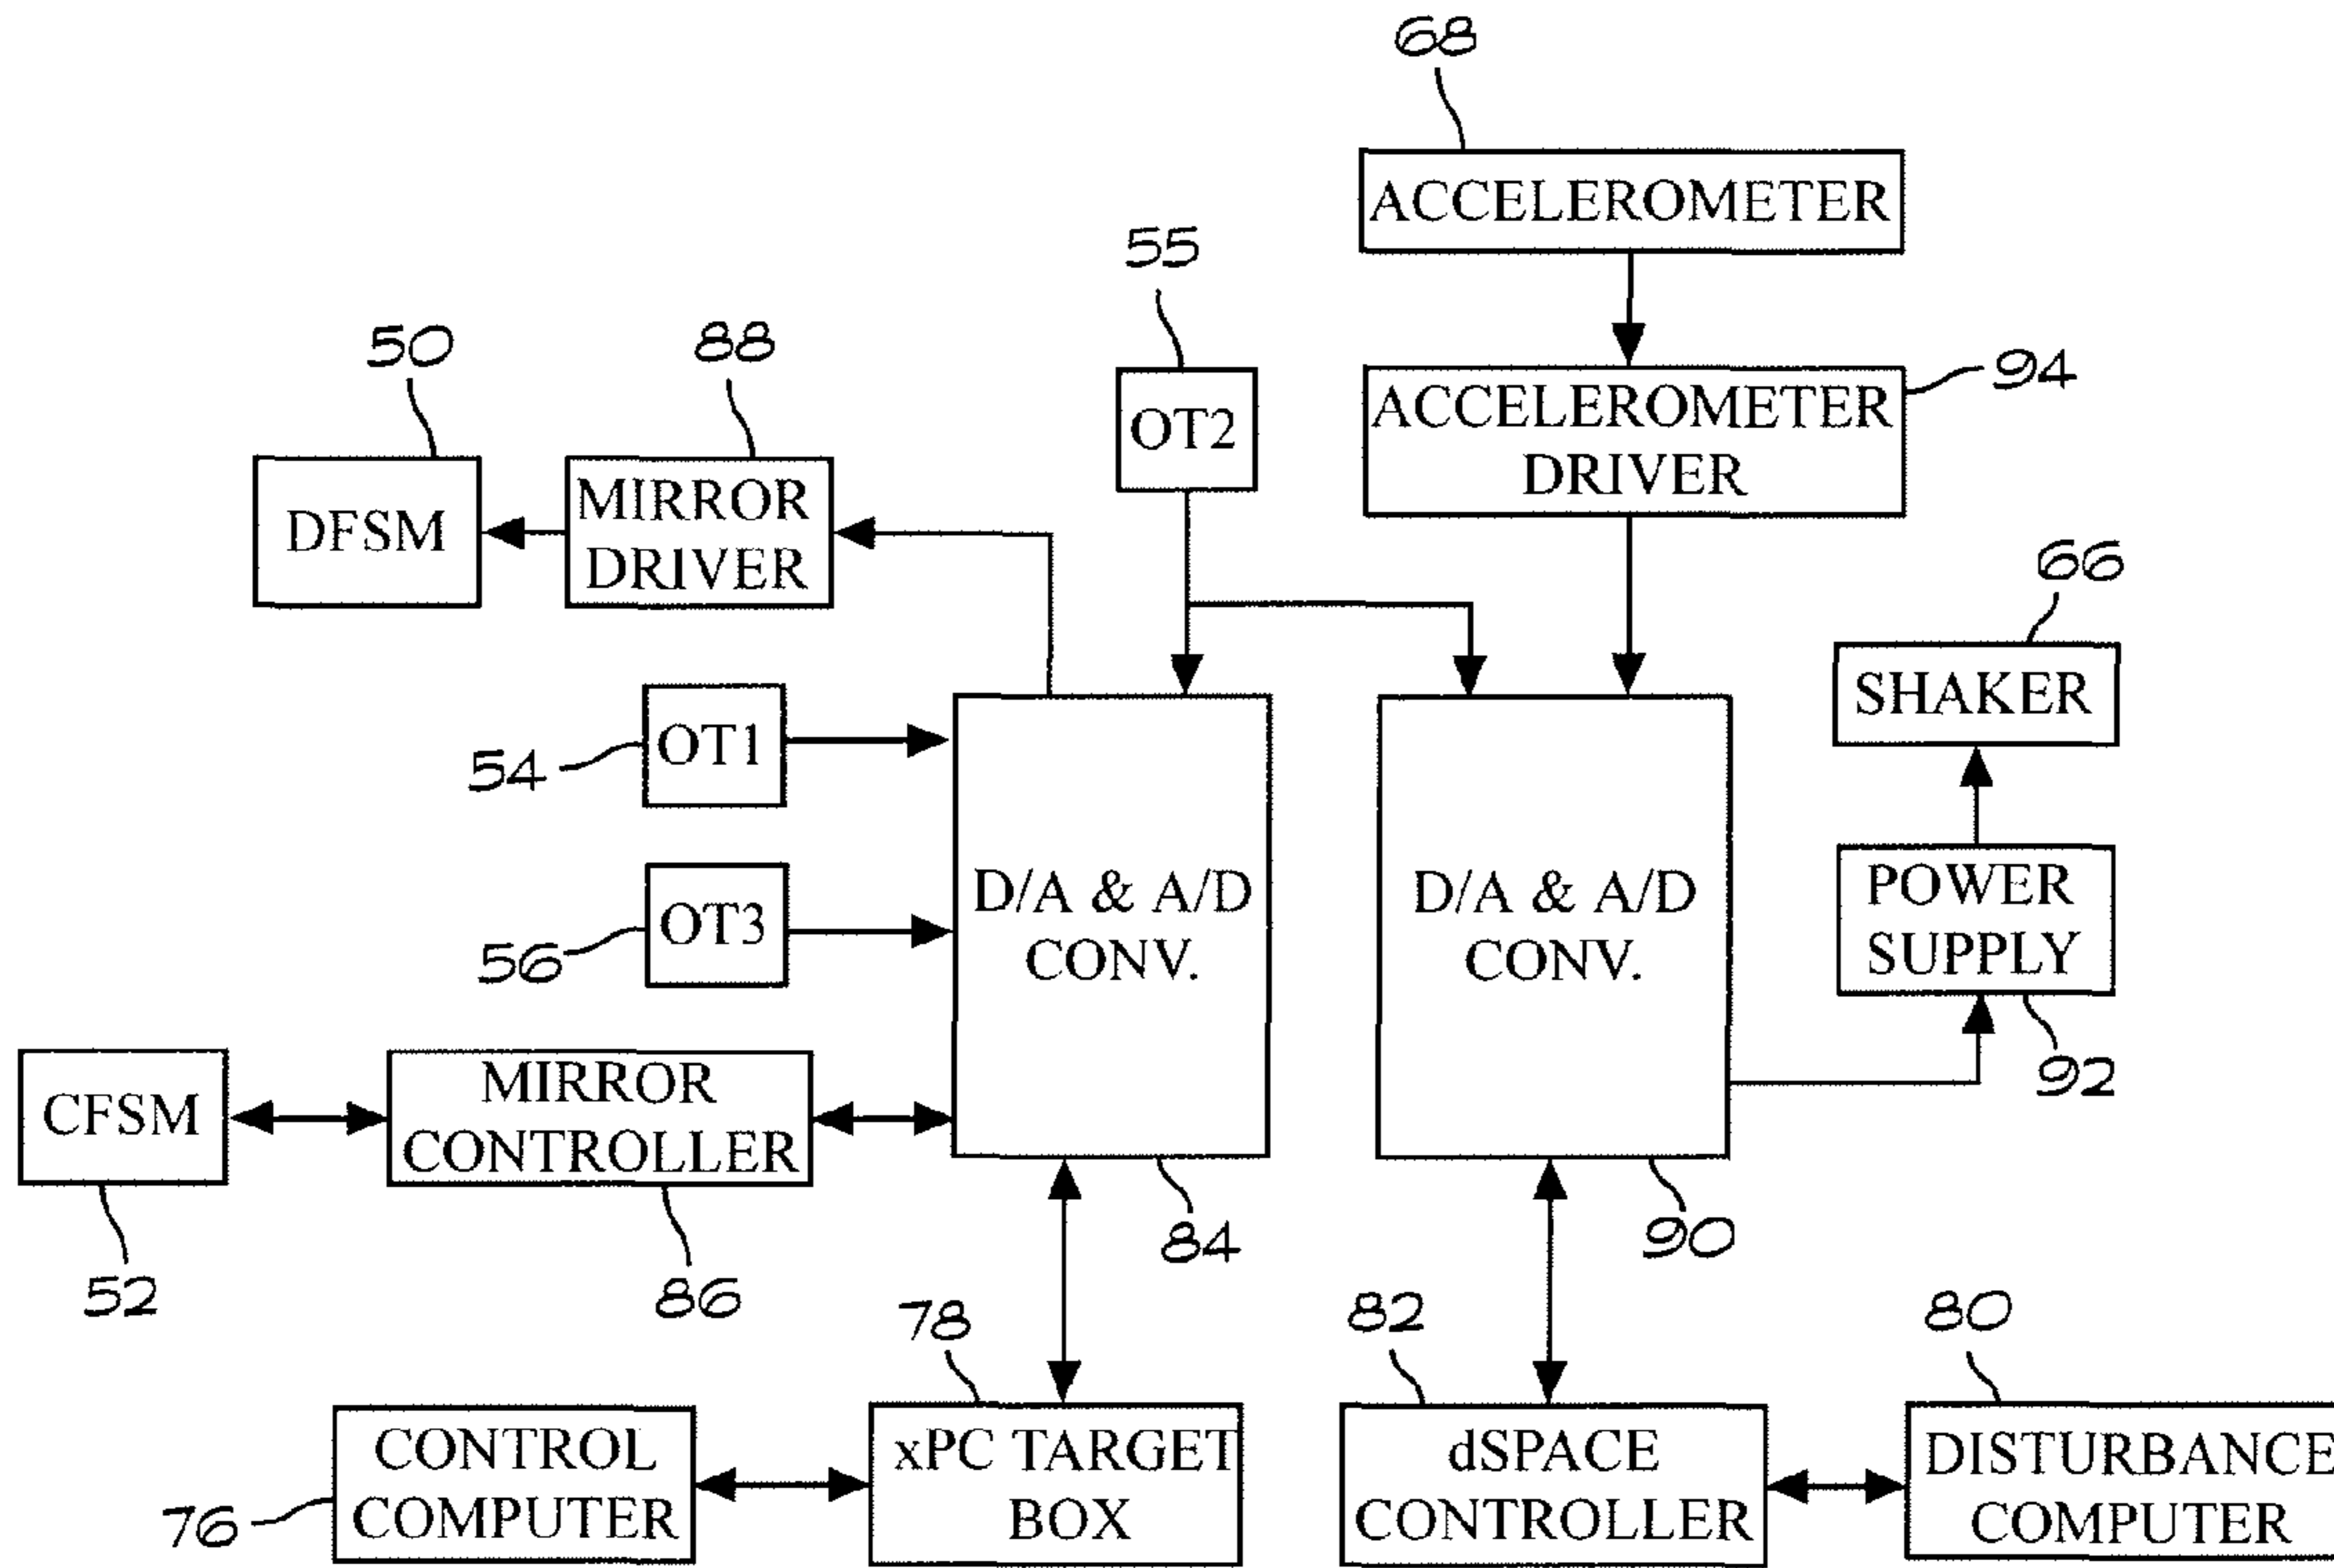 68
ACCELEROMETER
55
50
88
94
OT2
ACCELEROMETER
DRIVER
DFSM
MIRROR
DRIVER
66
SHAKER
54
OT1
D/A & A/D
CONV.
D/A & A/D
CONV.
POWER
SUPPLY
56
OT3
92
CFSM
MIRROR
CONTROLLER
52
86
84
90
78
82
80
76
CONTROL
COMPUTER
xPC TARGET
BOX
dSPACE
CONTROLLER
DISTURBANCE
COMPUTER